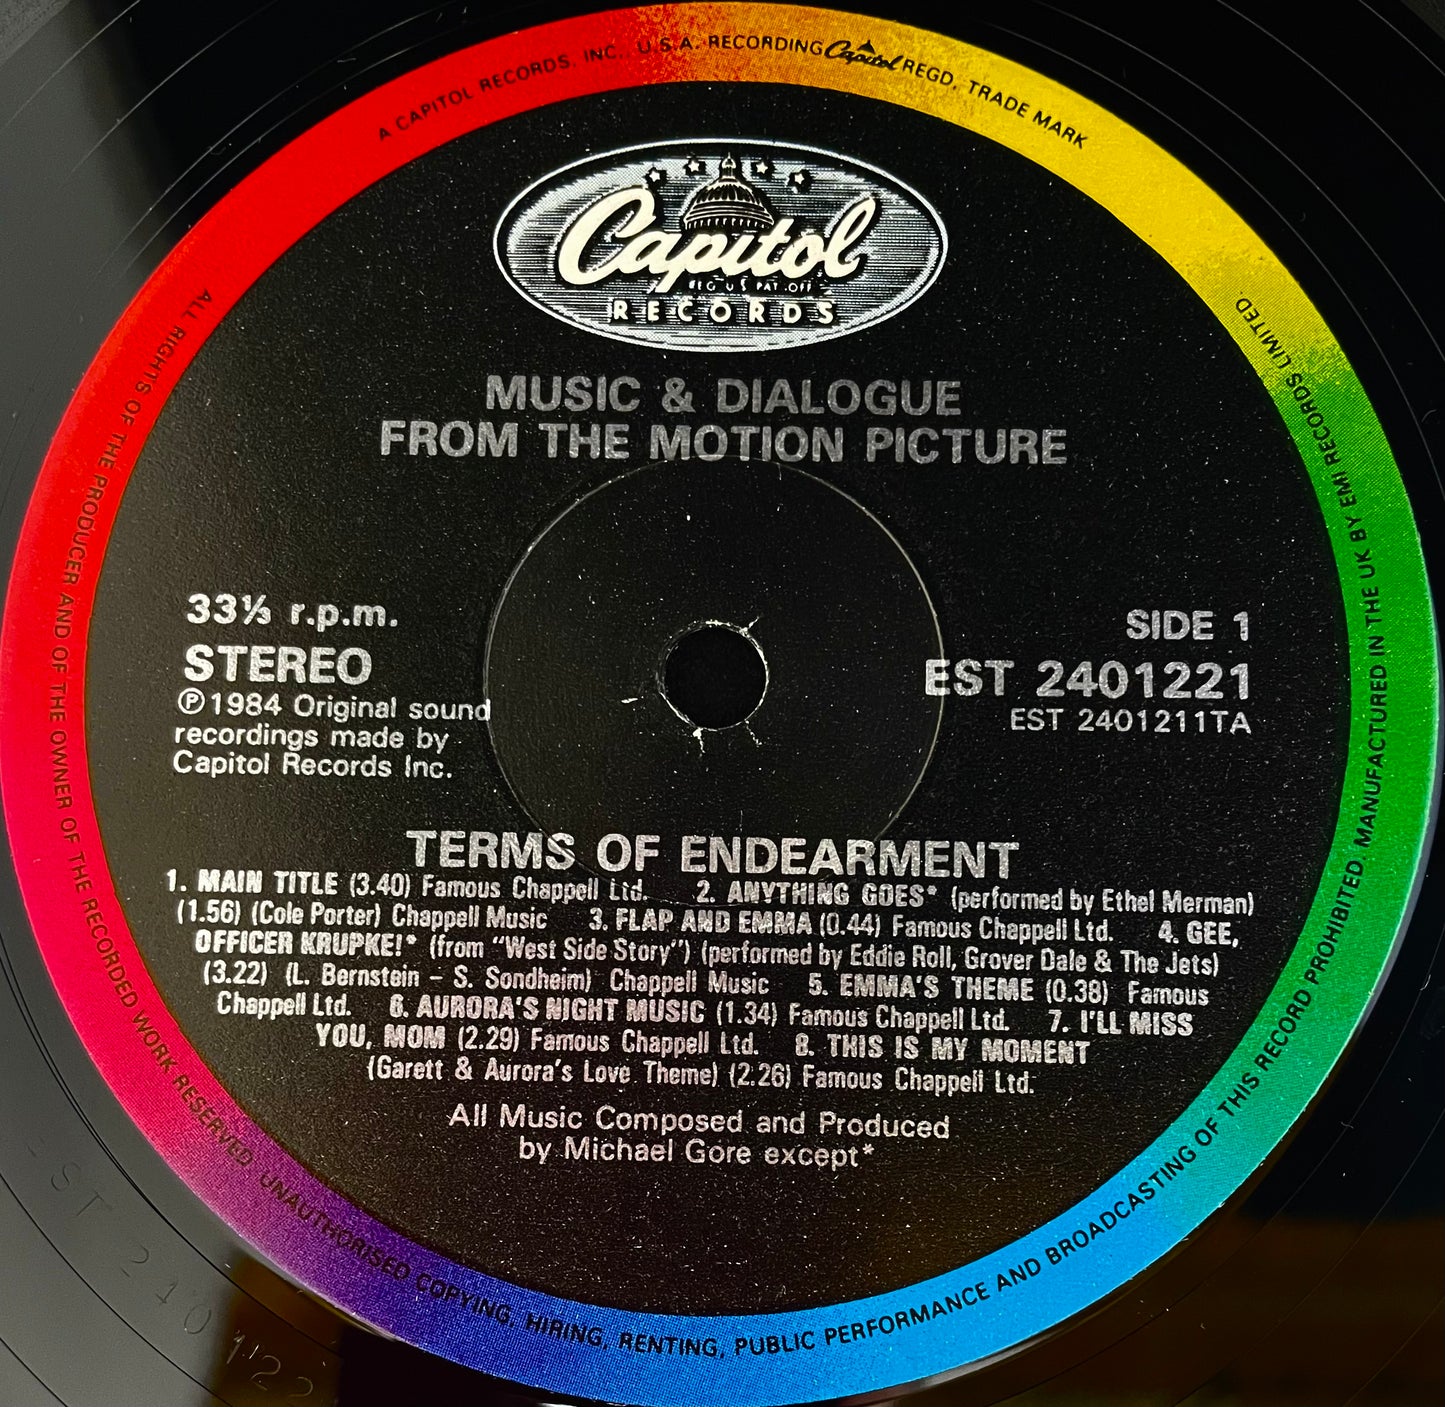 A CAPITOL RECORDS, INC., U.S.A. RECORDING Capitol REGD. TRADE MARK
Capitol
REG U S PAT OFF
RECORDS
MUSIC & DIALOGUE
FROM THE MOTION PICTURE
33⅓ r.p.m.
STEREO
℗1984 Original sound
recordings made by
Capitol Records Inc.
SIDE 1
EST 2401221
EST 2401211TA
TERMS OF ENDEARMENT
1. MAIN TITLE (3.40) Famous Chappell Ltd. 2. ANYTHING GOES* (performed by Ethel Merman)
(1.56) (Cole Porter) Chappell Music 3. FLAP AND EMMA (0.44) Famous Chappell Ltd. 4. GEE,
OFFICER KRUPKE!* (from "West Side Story") (performed by Eddie Roll, Grover Dale & The Jets)
(3.22) (L. Bernstein – S. Sondheim) Chappell Music 5. EMMA'S THEME (0.38) Famous
Chappell Ltd. 6. AURORA'S NIGHT MUSIC (1.34) Famous Chappell Ltd. 7. I'LL MISS
YOU, MOM (2.29) Famous Chappell Ltd. 8. THIS IS MY MOMENT
(Garett & Aurora's Love Theme) (2.26) Famous Chappell Ltd.
All Music Composed and Produced
by Michael Gore except*
ALL RIGHTS OF THE PRODUCER AND OF THE OWNER OF THE RECORDED WORK RESERVED. UNAUTHORISED COPYING, HIRING, RENTING, PUBLIC PERFORMANCE AND BROADCASTING OF THIS RECORD PROHIBITED MANUFACTURED IN THE UK BY EMI RECORDS LIMITED.